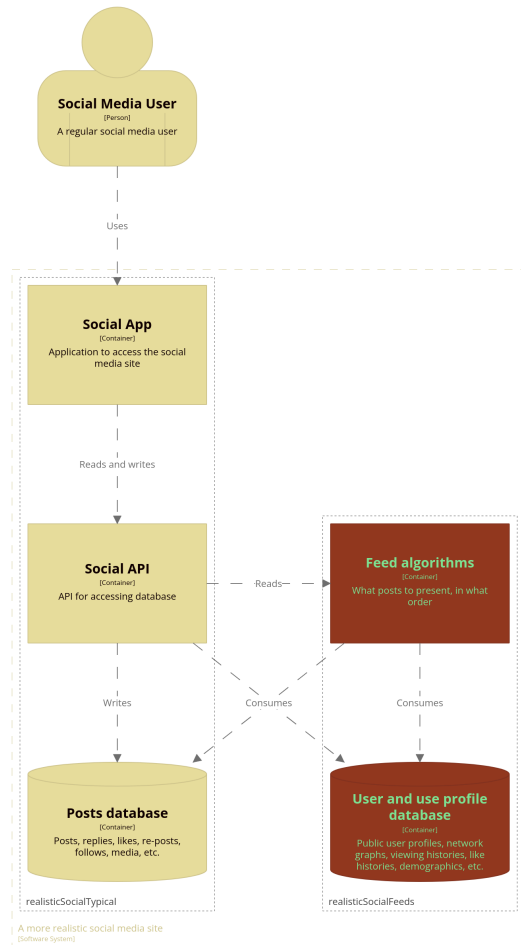 Social Media User
[Person]
A regular social media user
Uses
Social App
[Container]
Application to access the social
media site
Reads and writes
Social API
[Container]
API for accessing database
Reads
Feed algorithms
[Container]
What posts to present, in what
order
Writes
Consumes
Consumes
Posts database
[Container]
Posts, replies, likes, re-posts,
follows, media, etc.
User and use profile
database
[Container]
Public user profiles, network
graphs, viewing histories, like
histories, demographics, etc.
realisticSocialTypical
realisticSocialFeeds
A more realistic social media site
[Software System]